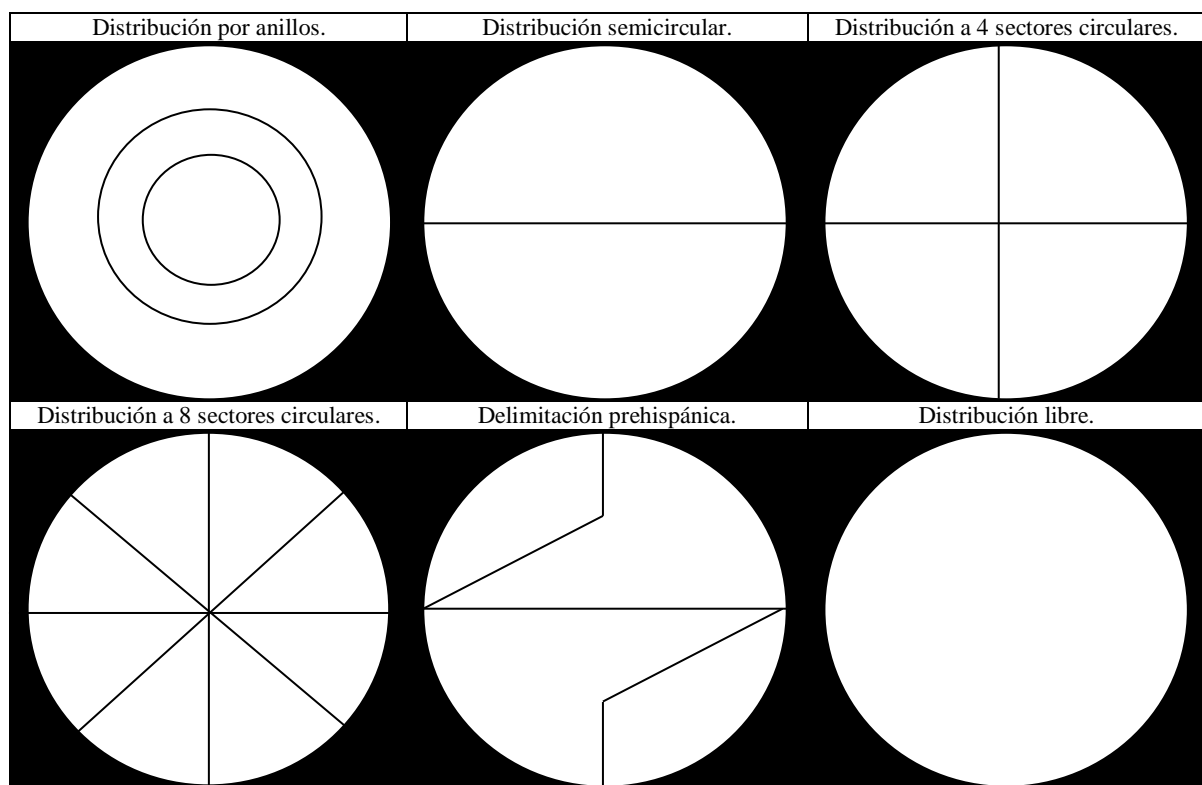 Distribución por anillos.
Distribución semicircular.
Distribución a 4 sectores circulares.
Distribución a 8 sectores circulares.
Delimitación prehispánica.
Distribución libre.